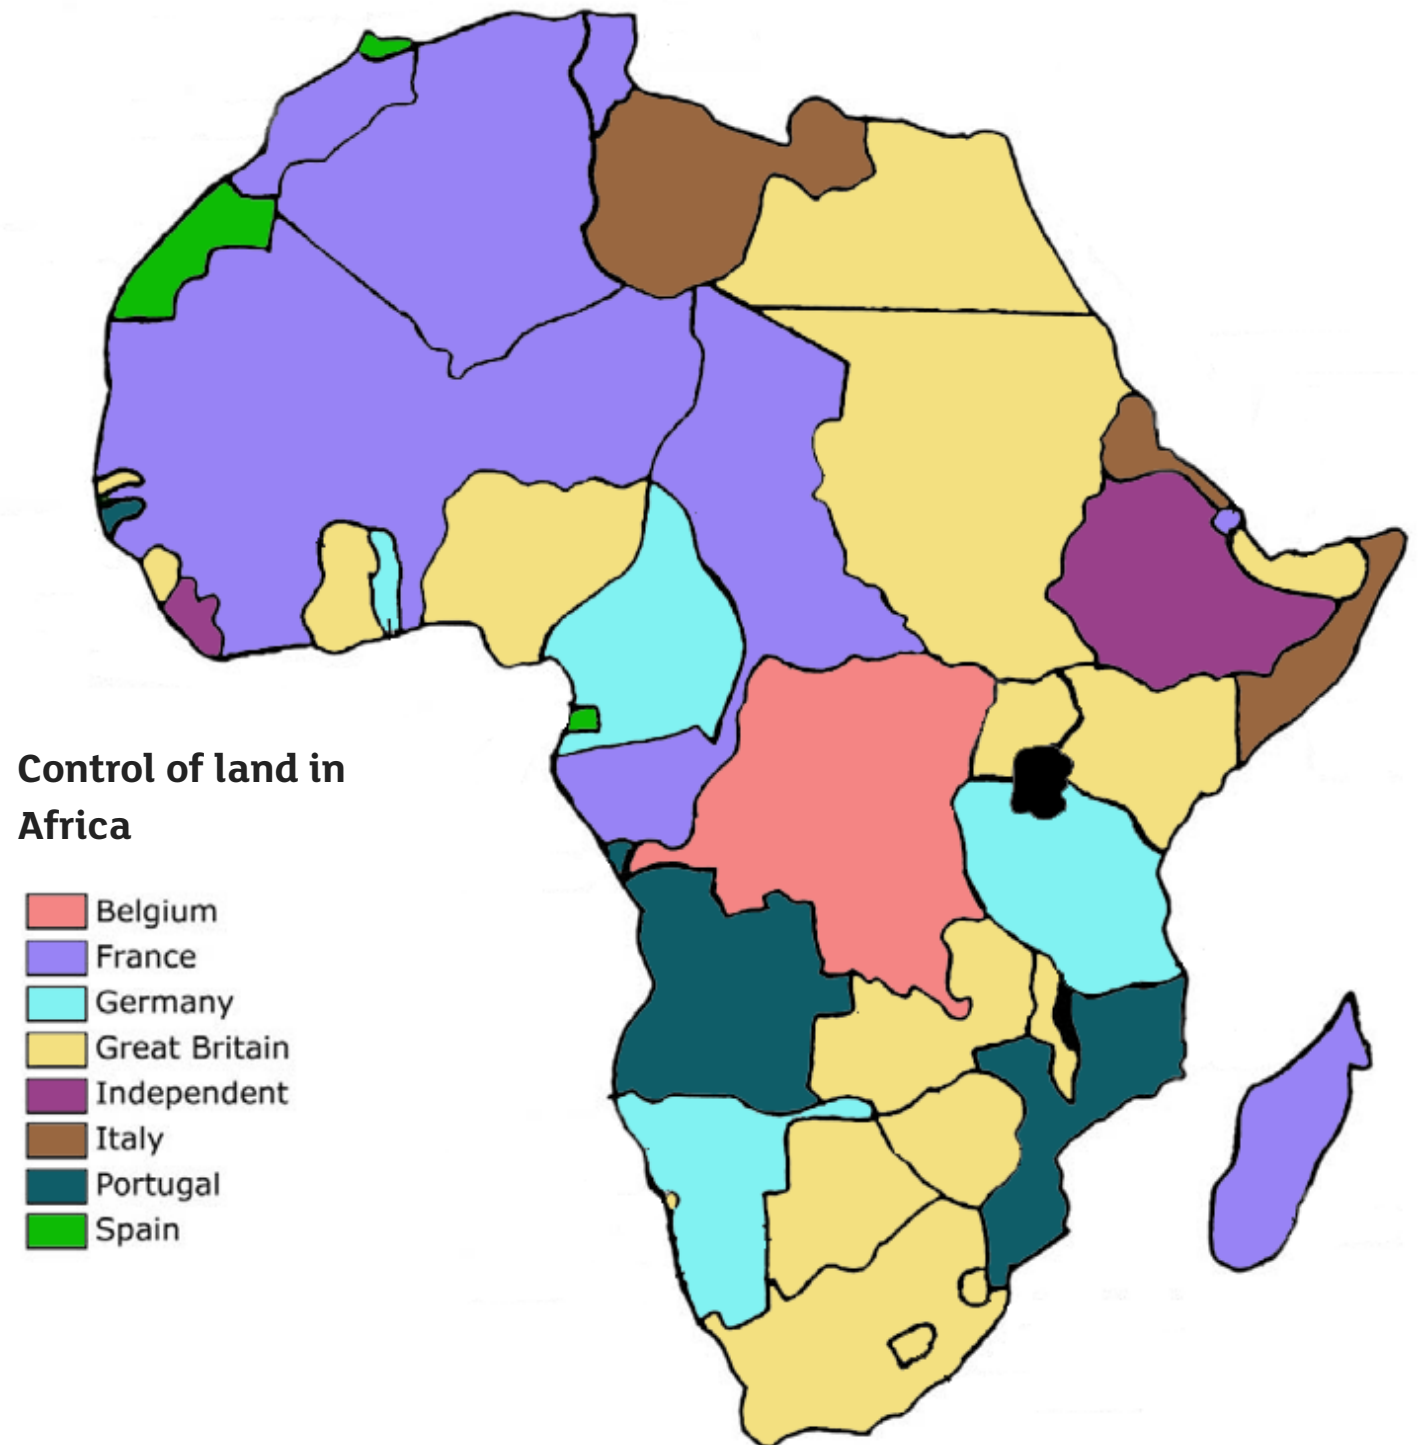 Control of land in
Africa
Belgium
France
Germany
Great Britain
Independent
Italy
Portugal
Spain